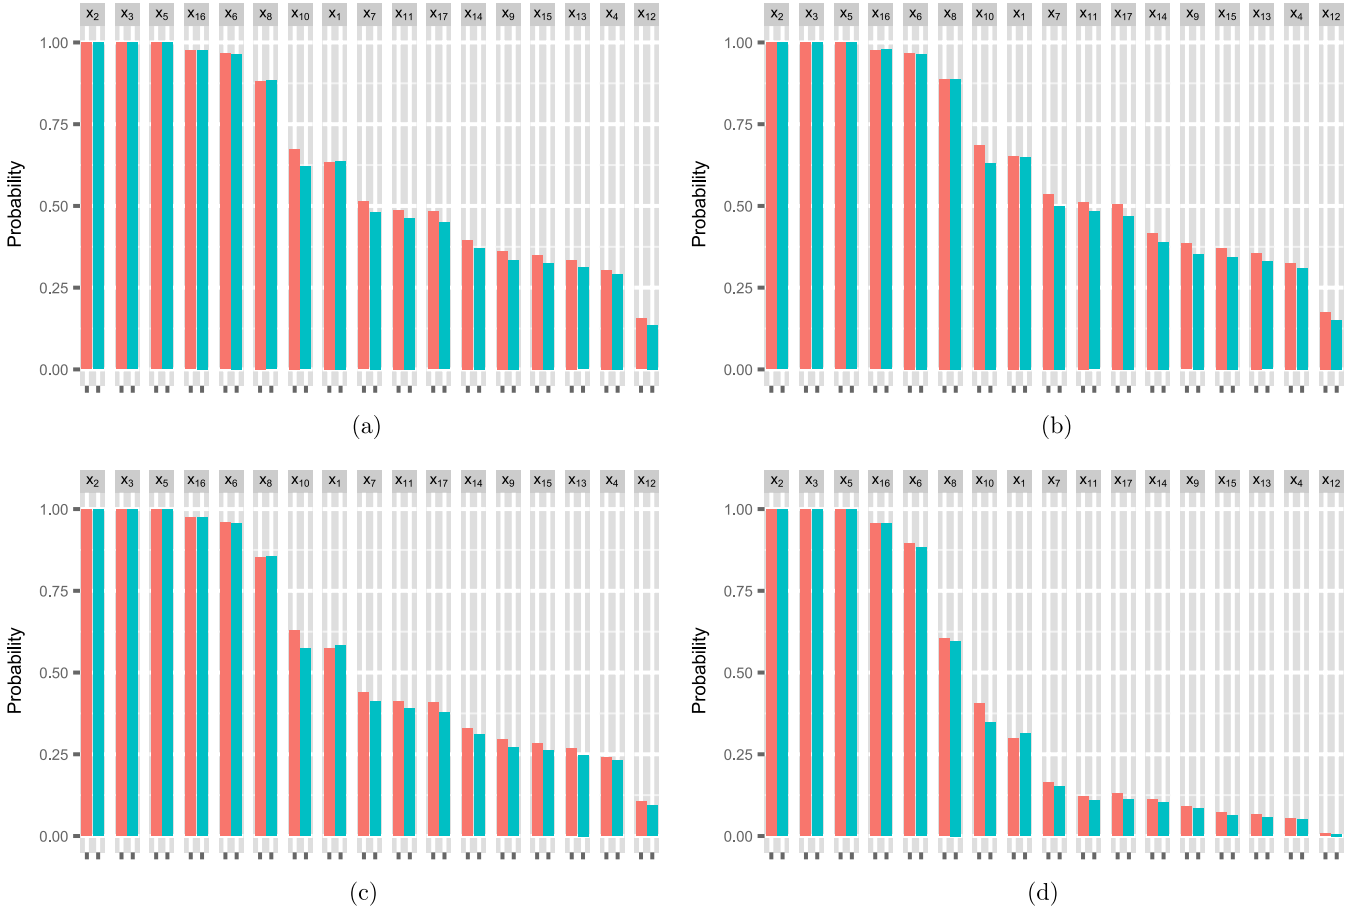 x₂ x₃ x₅ x₁₆ x₆ x₈ x₁₀ x₁ x₇ x₁₁ x₁₇ x₁₄ x₉ x₁₅ x₁₃ x₄ x₁₂
1.00
0.75
0.50
0.25
0.00
Probability
(a)
x₂ x₃ x₅ x₁₆ x₆ x₈ x₁₀ x₁ x₇ x₁₁ x₁₇ x₁₄ x₉ x₁₅ x₁₃ x₄ x₁₂
1.00
0.75
0.50
0.25
0.00
Probability
(b)
x₂ x₃ x₅ x₁₆ x₆ x₈ x₁₀ x₁ x₇ x₁₁ x₁₇ x₁₄ x₉ x₁₅ x₁₃ x₄ x₁₂
1.00
0.75
0.50
0.25
0.00
Probability
(c)
x₂ x₃ x₅ x₁₆ x₆ x₈ x₁₀ x₁ x₇ x₁₁ x₁₇ x₁₄ x₉ x₁₅ x₁₃ x₄ x₁₂
1.00
0.75
0.50
0.25
0.00
Probability
(d)